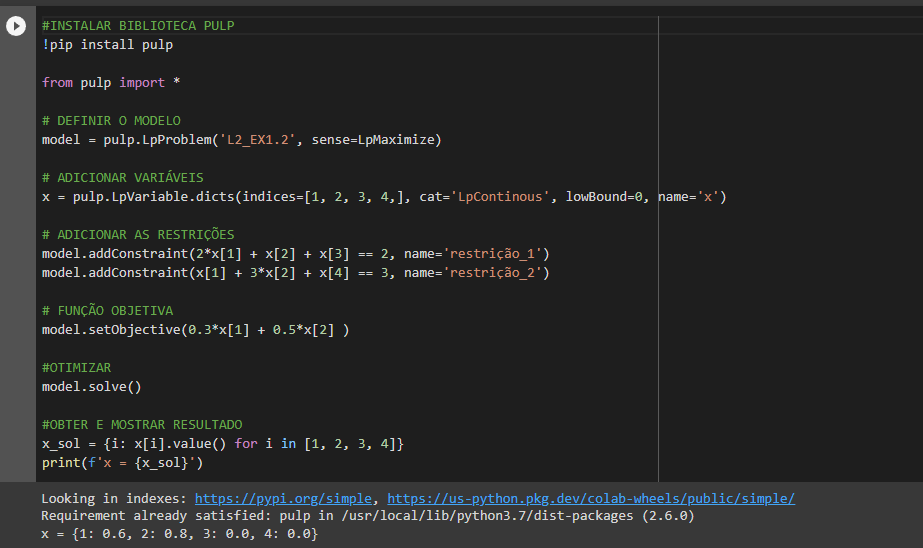 #INSTALAR BIBLIOTECA PULP
!pip install pulp
from pulp import *
# DEFINIR O MODELO
model = pulp.LpProblem('L2_EX1.2', sense=LpMaximize)
# ADICIONAR VARIÁVEIS
x = pulp.LpVariable.dicts(indices=[1, 2, 3, 4,], cat='LpContinous', lowBound=0, name='x')
# ADICIONAR AS RESTRIÇÕES
model.addConstraint(2*x[1] + x[2] + x[3] == 2, name='restrição_1')
model.addConstraint(x[1] + 3*x[2] + x[4] == 3, name='restrição_2')
# FUNÇÃO OBJETIVA
model.setObjective(0.3*x[1] + 0.5*x[2] )
#OTIMIZAR
model.solve()
#OBTER E MOSTRAR RESULTADO
x_sol = {i: x[i].value() for i in [1, 2, 3, 4]}
print(f'x = {x_sol}')
Looking in indexes: https://pypi.org/simple, https://us-python.pkg.dev/colab-wheels/public/simple/
Requirement already satisfied: pulp in /usr/local/lib/python3.7/dist-packages (2.6.0)
x = {1: 0.6, 2: 0.8, 3: 0.0, 4: 0.0}